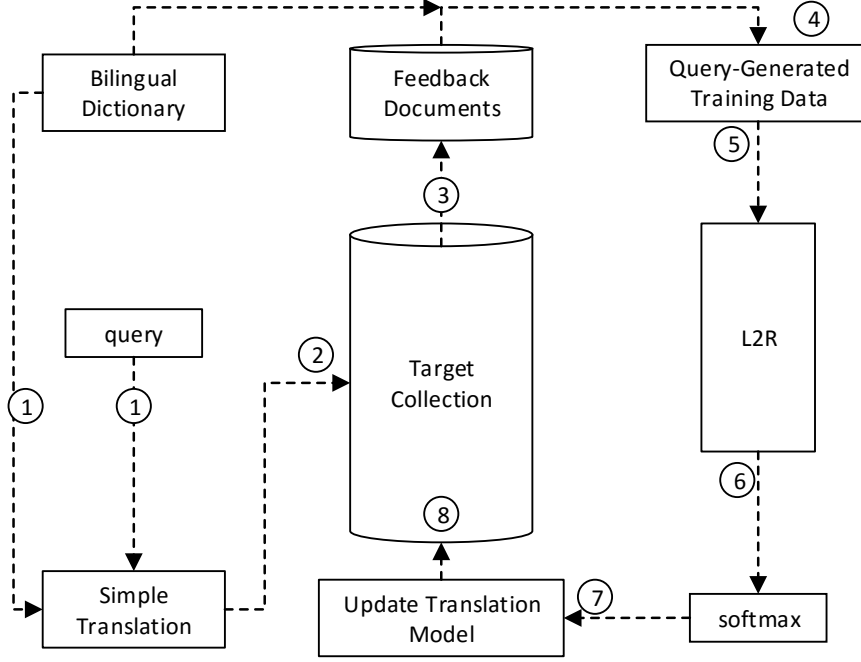 4
Bilingual
Dictionary
Feedback
Documents
Query-Generated
Training Data
5
3
query
2
L2R
Target
Collection
1
1
6
8
Simple
Translation
Update Translation
Model
7
softmax